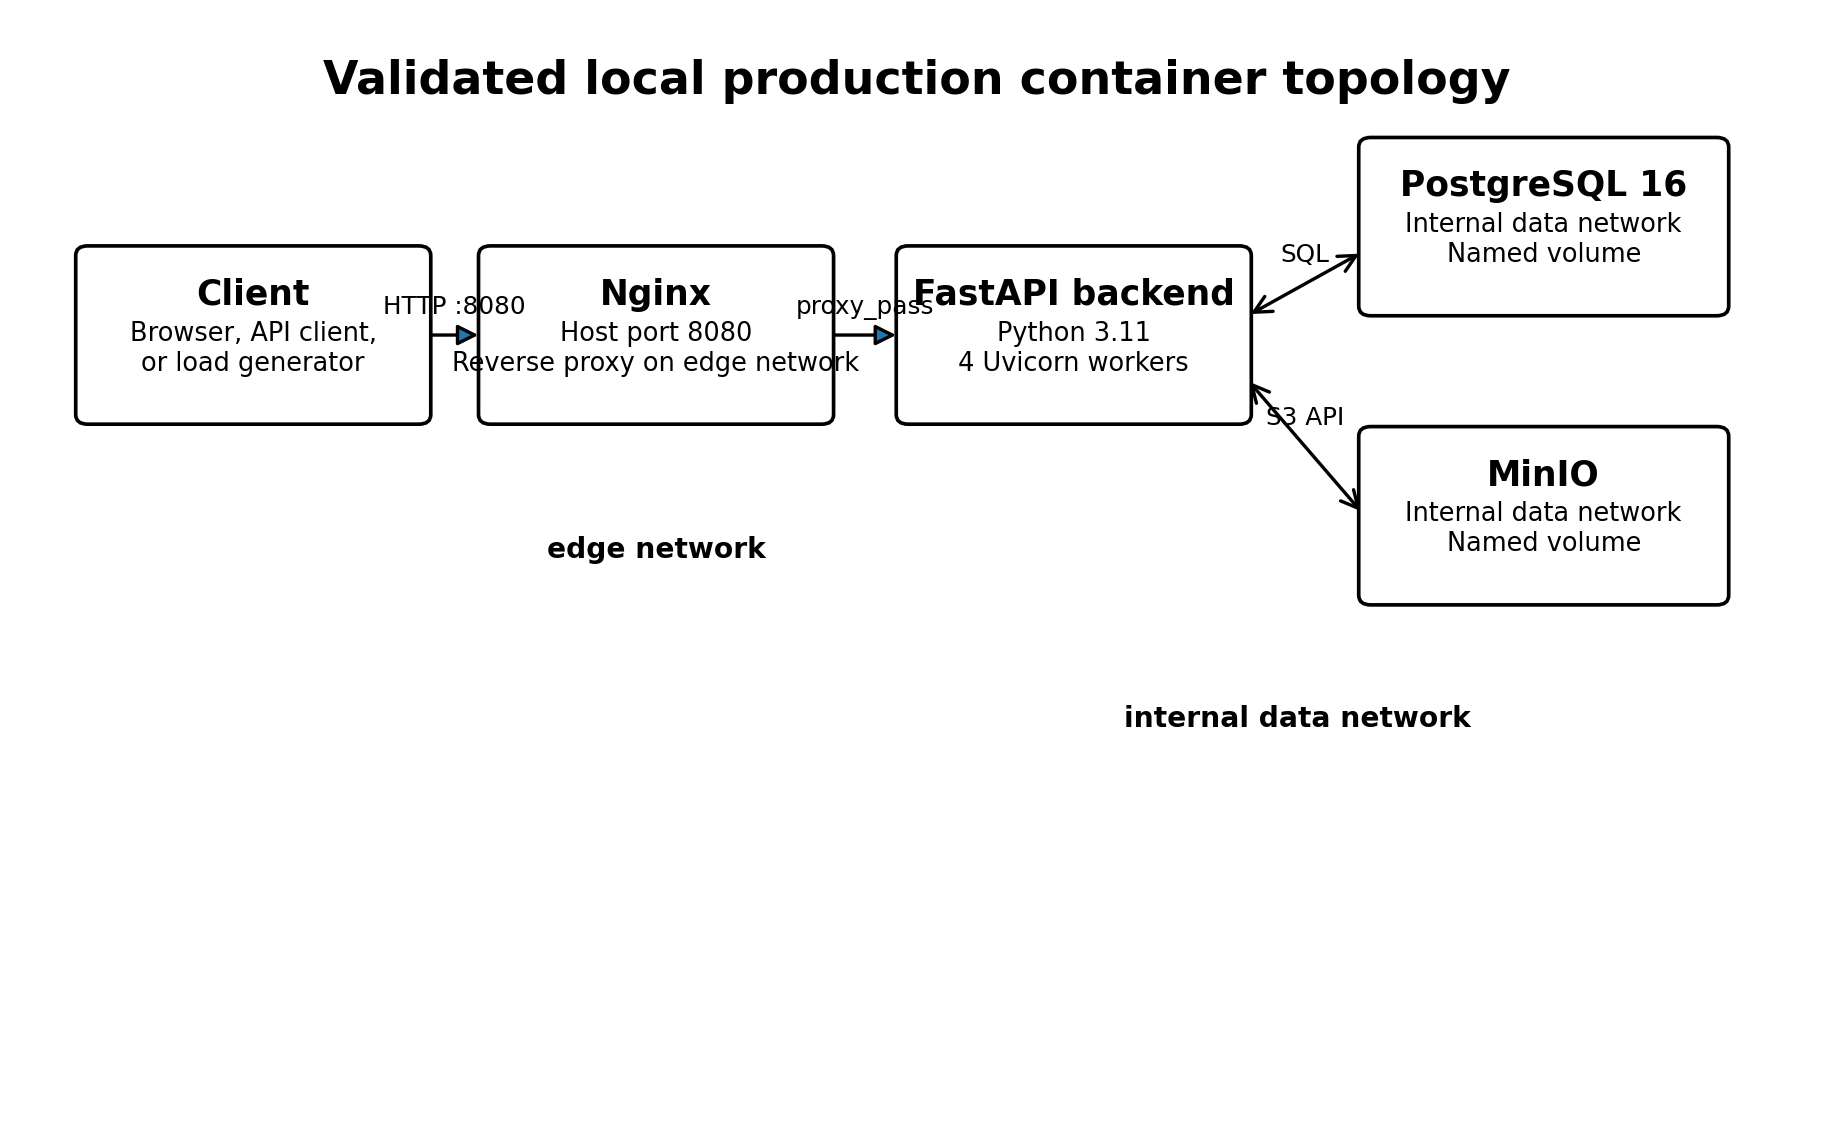 Validated local production container topology
Client
Browser, API client,
or load generator
HTTP :8080
Nginx
Host port 8080
Reverse proxy on edge network
proxy_pass
FastAPI backend
Python 3.11
4 Uvicorn workers
SQL
PostgreSQL 16
Internal data network
Named volume
S3 API
MinIO
Internal data network
Named volume
edge network
internal data network